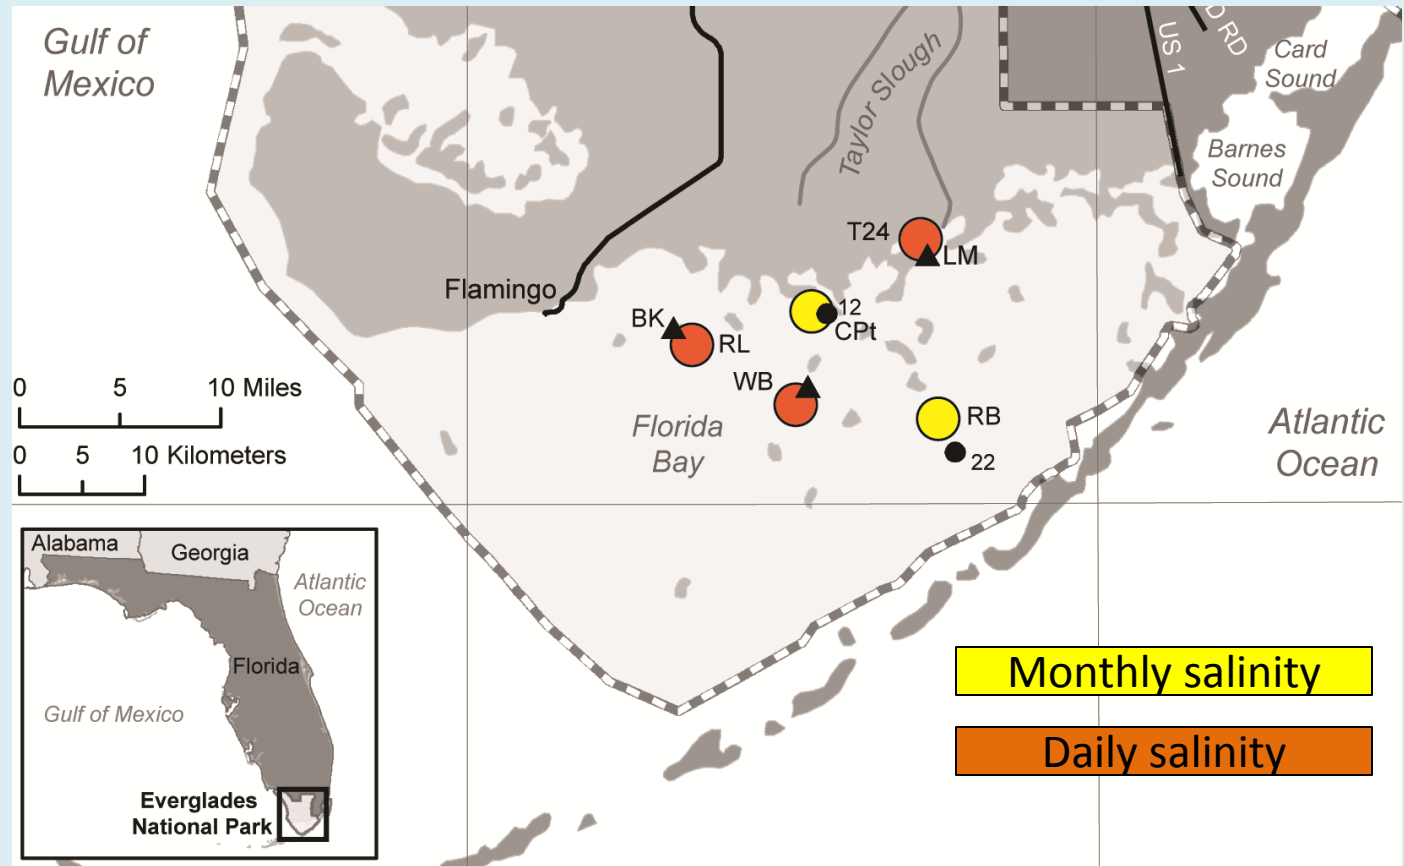 Gulf of
Mexico
Taylor Slough
US 1
D RD
Card
Sound
Barnes
Sound
T24
LM
Flamingo
12
CPt
BK
RL
WB
RB
22
0 5 10 Miles
0 5 10 Kilometers
Florida
Bay
Atlantic
Ocean
Alabama
Georgia
Atlantic
Ocean
Florida
Gulf of Mexico
Everglades
National Park
Monthly salinity
Daily salinity